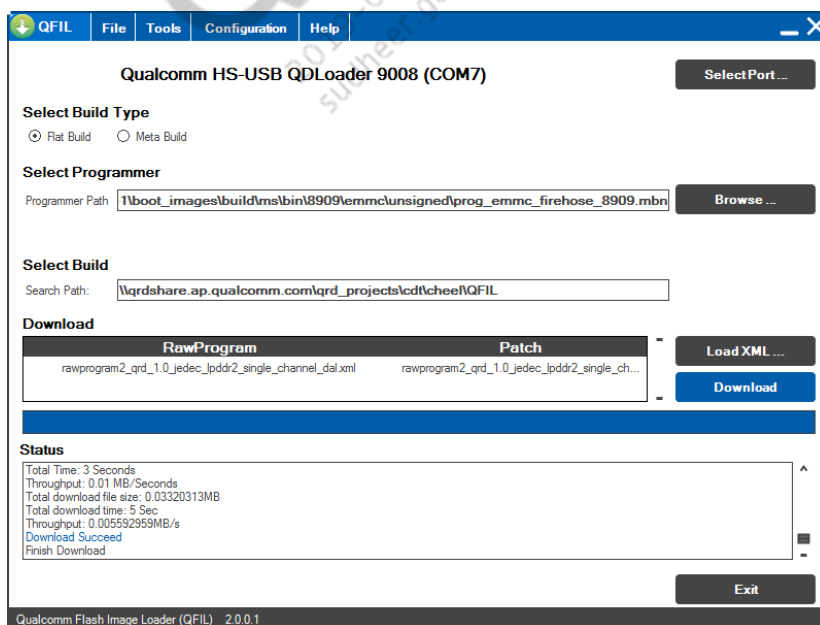 QFIL File Tools Configuration Help
Qualcomm HS-USB QDLoader 9008 (COM7) Select Port ...
Select Build Type
Flat Build Meta Build
Select Programmer
Programmer Path 1\boot_images\build\ms\bin\8909\emmc\unsigned\prog_emmc_firehose_8909.mbn Browse ...
Select Build
Search Path: \\qrdshare.ap.qualcomm.com\qrd_projects\cdt\cheel\QFIL
Download
RawProgram Patch Load XML ...
rawprogram2_qrd_1.0_jedec_lpddr2_single_channel_dal.xml rawprogram2_qrd_1.0_jedec_lpddr2_single_ch...
Download
Status
Total Time: 3 Seconds
Throughput: 0.01 MB/Seconds
Total download file size: 0.03320313MB
Total download time: 5 Sec
Throughput: 0.005592959MB/s
Download Succeed
Finish Download
Exit
Qualcomm Flash Image Loader (QFIL) 2.0.0.1